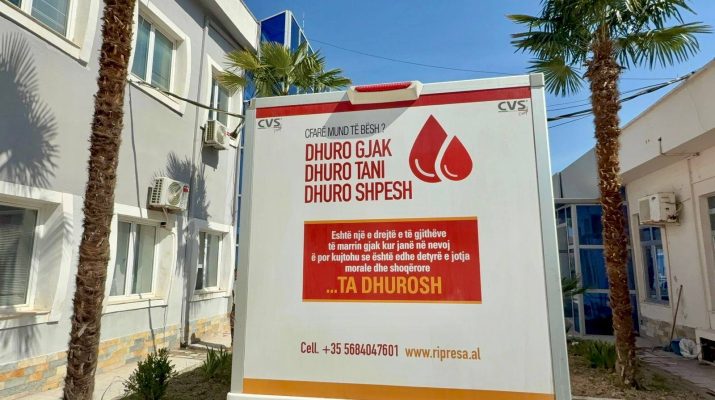 CVS
CVS
CFARË MUND TË BËSH ?
DHURO GJAK
DHURO TANI
DHURO SHPESH
Eshtë një e drejtë e të gjithëve
të marrin gjak kur janë në nevoj
ë por kujtohu se është edhe detyrë e jotja
morale dhe shoqërore
...TA DHUROSH
Cell. +35 5684047601 www.ripresa.al